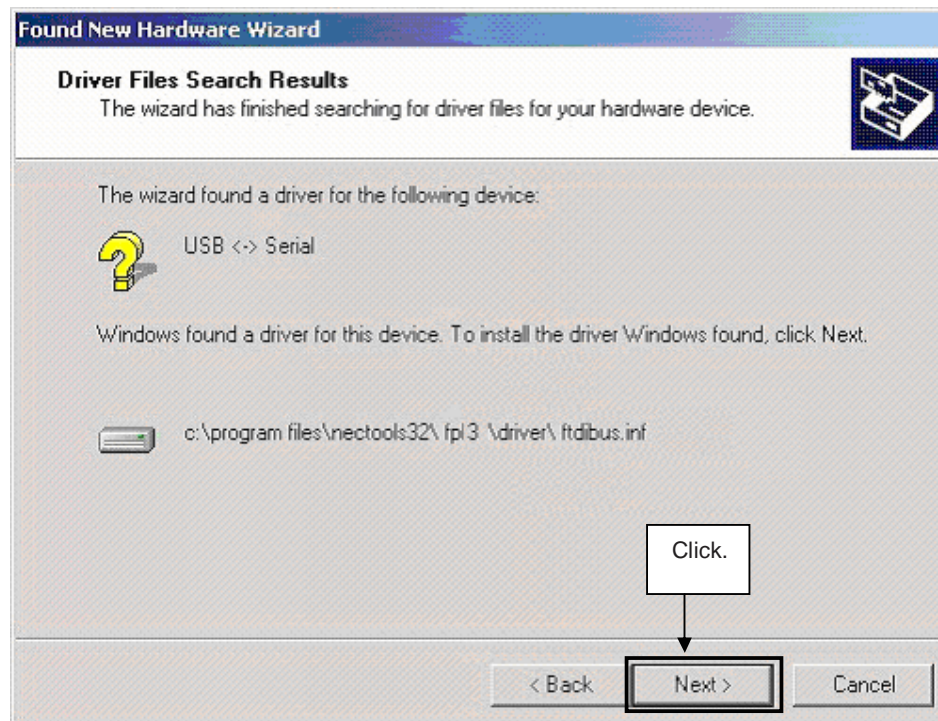 Found New Hardware Wizard
Driver Files Search Results
The wizard has finished searching for driver files for your hardware device.
The wizard found a driver for the following device:
USB <-> Serial
Windows found a driver for this device. To install the driver Windows found, click Next.
c:\program files\nectools32\ fpl3 \driver\ ftdibus.inf
Click.
< Back
Next >
Cancel